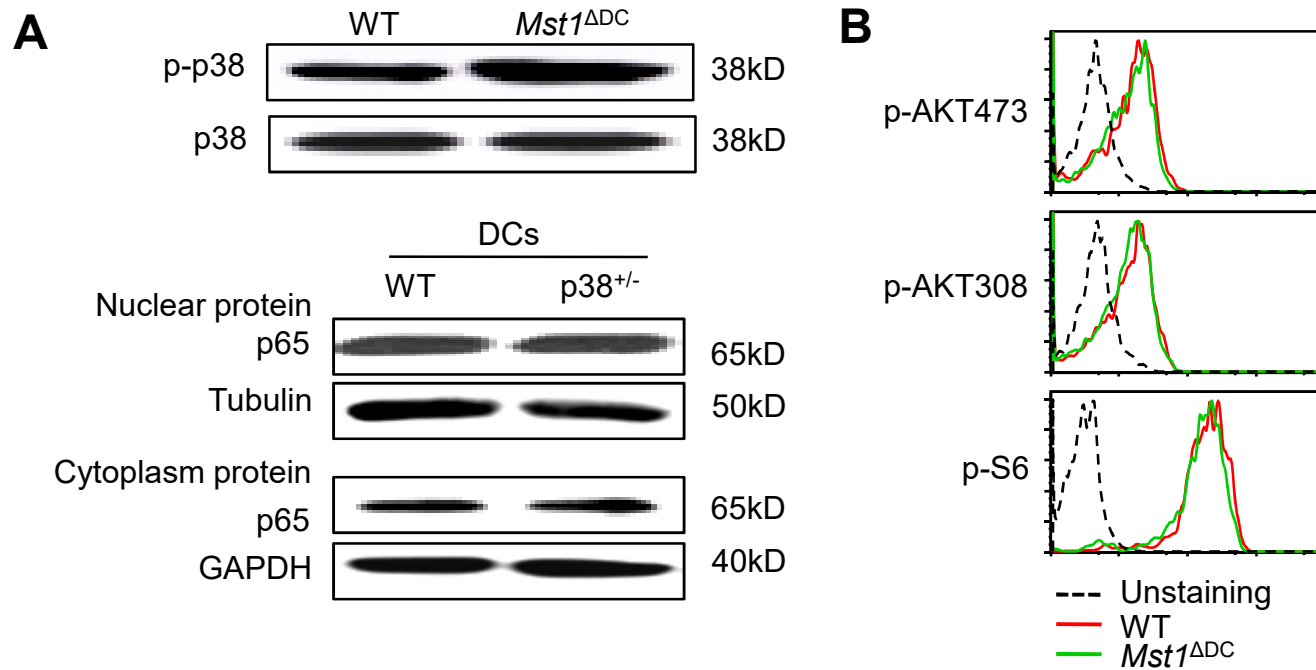 A
WT Mst1ΔDC
p-p38 38kD
p38 38kD
DCs
WT p38+/-
Nuclear protein
p65 65kD
Tubulin 50kD
Cytoplasm protein
p65 65kD
GAPDH 40kD
B
p-AKT473
p-AKT308
p-S6
Unstaining
WT
Mst1ΔDC